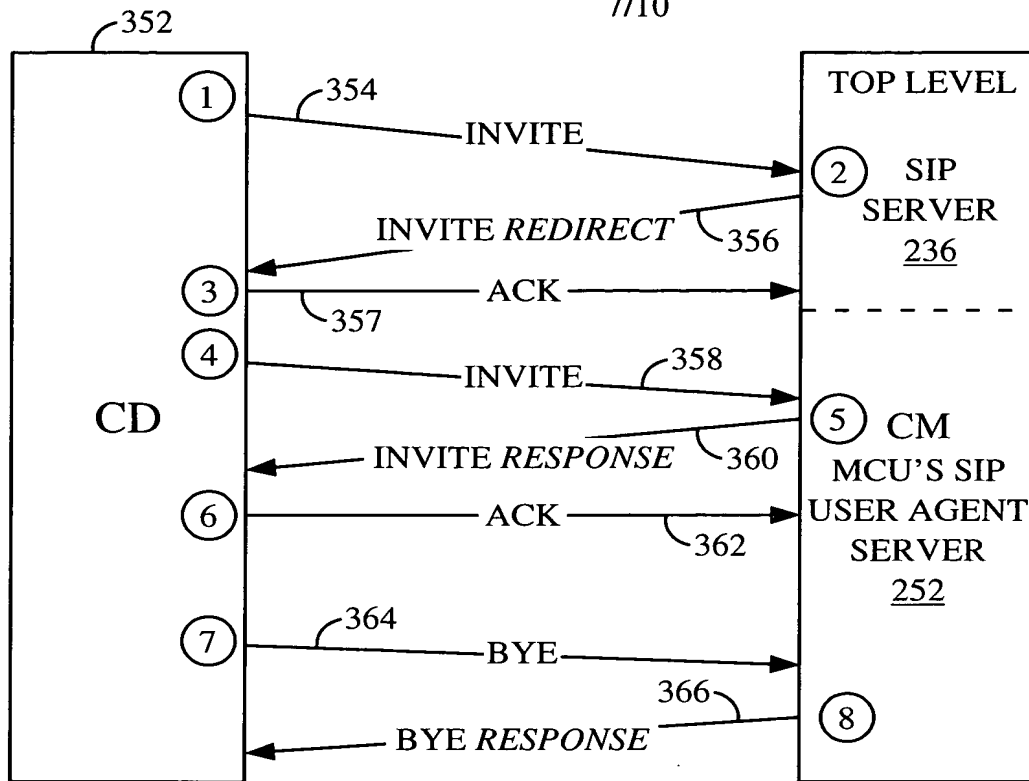 7/10
352
1
354
INVITE
TOP LEVEL
2
SIP
SERVER
236
INVITE REDIRECT
356
3
ACK
357
4
INVITE
358
CD
5
CM
MCU'S SIP
USER AGENT
SERVER
252
INVITE RESPONSE
360
6
ACK
362
7
364
BYE
366
8
BYE RESPONSE